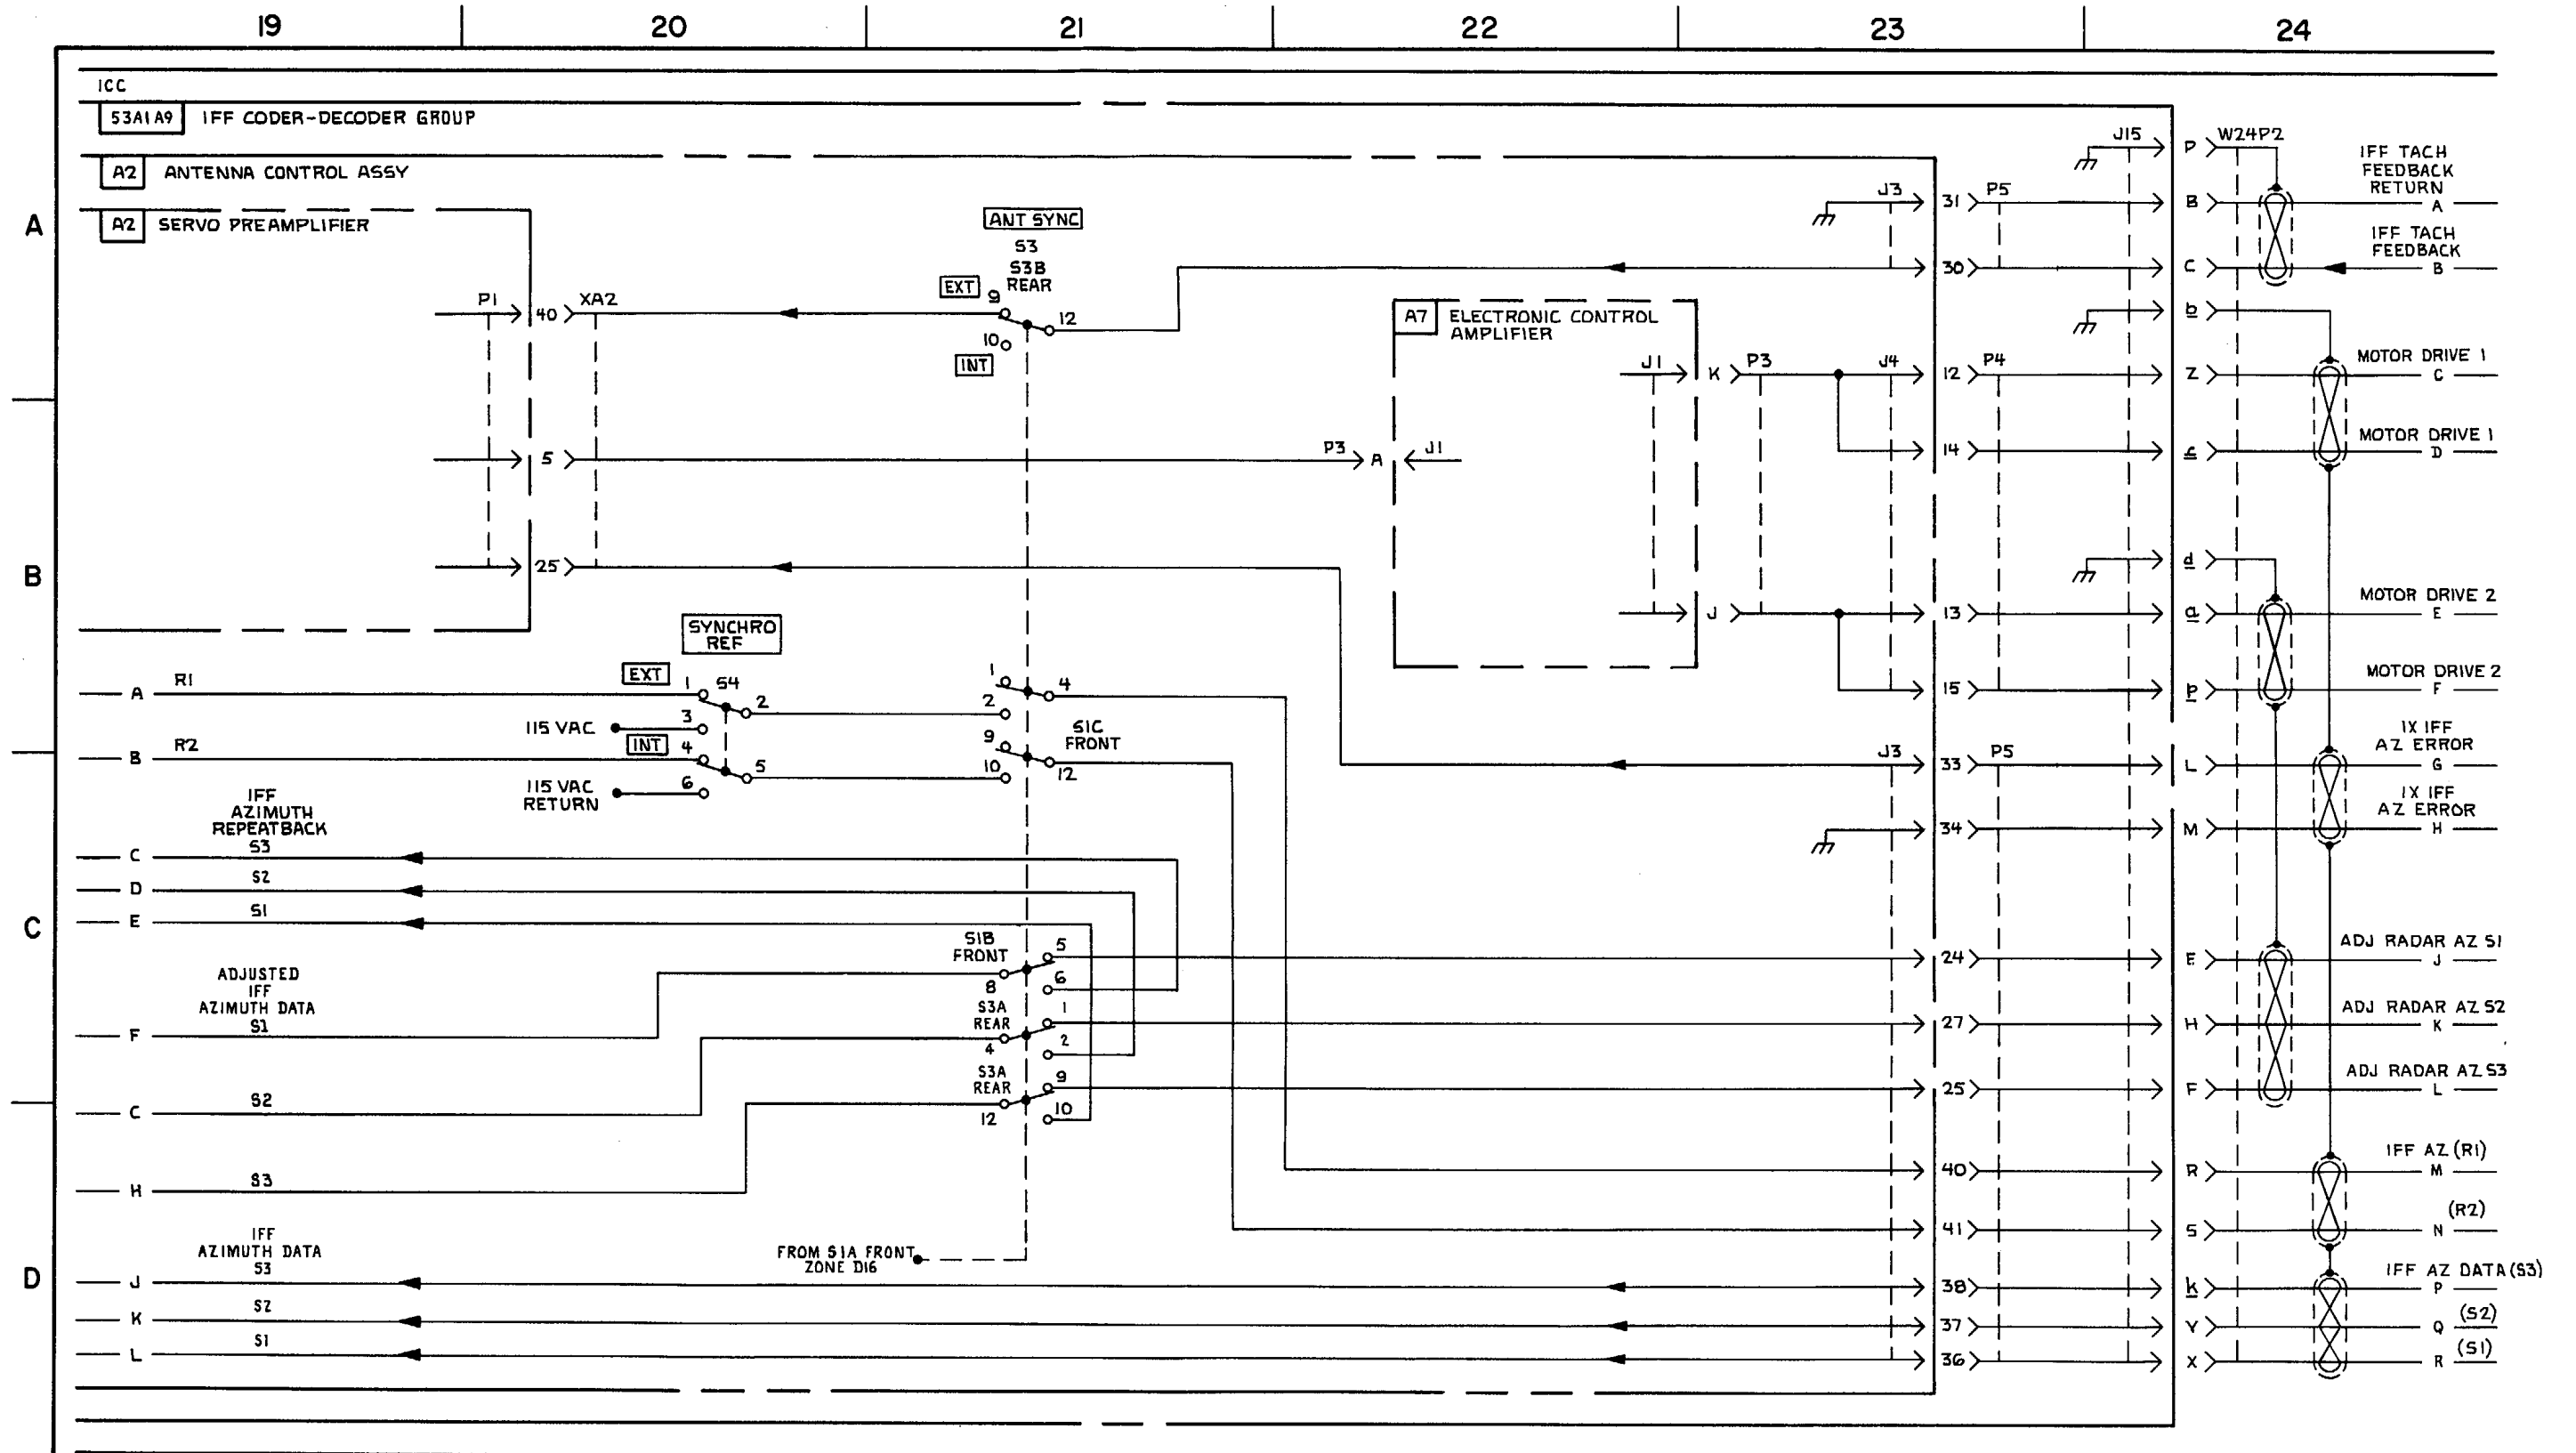 19 20 21 22 23 24
ICC
53A1A9 IFF CODER-DECODER GROUP
A2 ANTENNA CONTROL ASSY
A2 SERVO PREAMPLIFIER
A
B
C
D
P1 40 XA2
5
25
ANT SYNC
S3
S3B
REAR
EXT 9
12
10
INT
P3 A J1
A7 ELECTRONIC CONTROL
AMPLIFIER
J1 K P3
J
J3 31 P5
30
J4 12 P4
14
13
15
J3 33 P5
34
24
27
25
40
41
38
37
36
J15 P W24P2
B
C
b
Z
c
d
a
p
L
M
E
H
F
R
S
k
Y
X
IFF TACH
FEEDBACK
RETURN
A
IFF TACH
FEEDBACK
B
MOTOR DRIVE 1
C
MOTOR DRIVE 1
D
MOTOR DRIVE 2
E
MOTOR DRIVE 2
F
1X IFF
AZ ERROR
G
1X IFF
AZ ERROR
H
ADJ RADAR AZ S1
J
ADJ RADAR AZ S2
K
ADJ RADAR AZ S3
L
IFF AZ (R1)
M
(R2)
N
IFF AZ DATA (S3)
P
(S2)
Q
(S1)
R
SYNCHRO
REF
EXT 1 S4
2
115 VAC 3
INT 4
5
115 VAC
RETURN
6
1 4
2
9 S1C
FRONT
10 12
A R1
B R2
IFF
AZIMUTH
REPEATBACK
C S3
D S2
E S1
ADJUSTED
IFF
AZIMUTH DATA
F S1
C S2
H S3
S1B
FRONT
5
8 6
S3A
REAR
1
4 2
S3A
REAR
9
12 10
FROM S1A FRONT
ZONE D16
IFF
AZIMUTH DATA
J S3
K S2
L S1